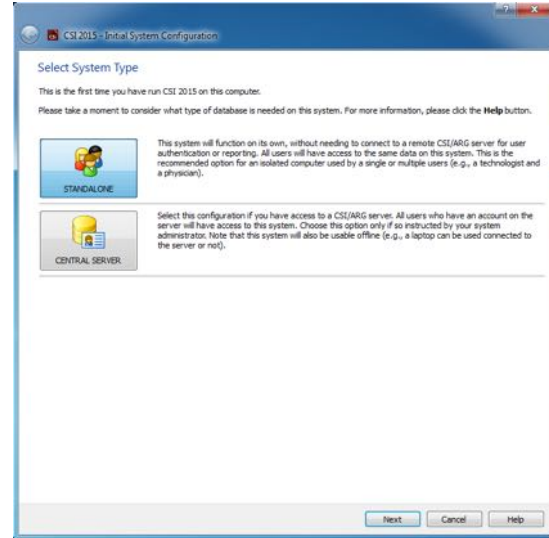 CSI 2015 - Initial System Configuration
Select System Type
This is the first time you have run CSI 2015 on this computer.
Please take a moment to consider what type of database is needed on this system. For more information, please click the Help button.
This system will function on its own, without needing to connect to a remote CSI/ARG server for user
authentication or reporting. All users will have access to the same data on this system. This is the
recommended option for an isolated computer used by a single or multiple users (e.g., a technologist and
a physician).
STANDALONE
Select this configuration if you have access to a CSI/ARG server. All users who have an account on the
server will have access to this system. Choose this option only if so instructed by your system
administrator. Note that this system will also be usable offline (e.g., a laptop can be used connected to
the server or not).
CENTRAL SERVER
Next Cancel Help